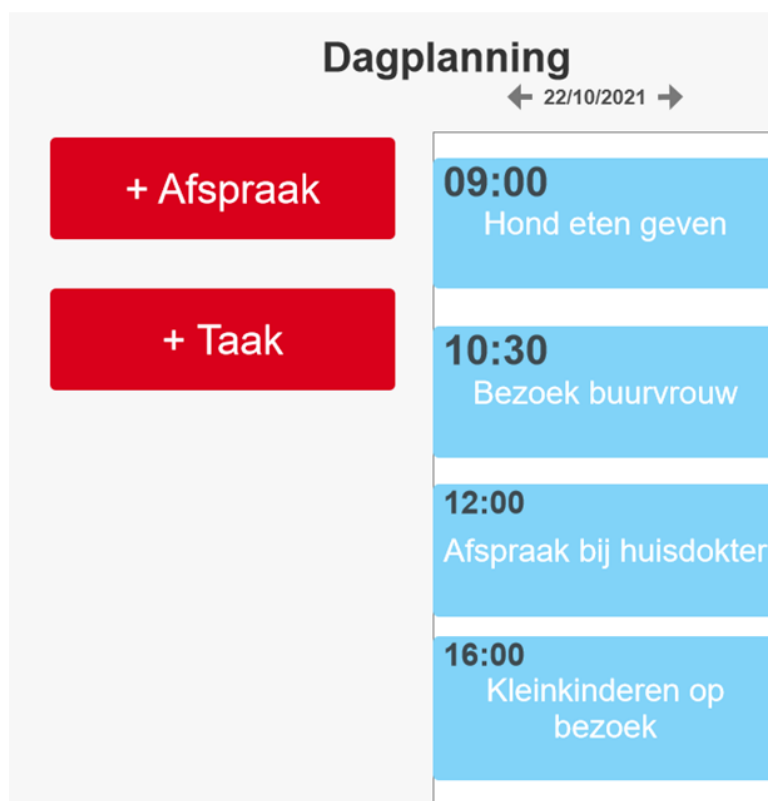 Dagplanning
22/10/2021
+ Afspraak
+ Taak
09:00
Hond eten geven
10:30
Bezoek buurvrouw
12:00
Afspraak bij huisdokter
16:00
Kleinkinderen op
bezoek